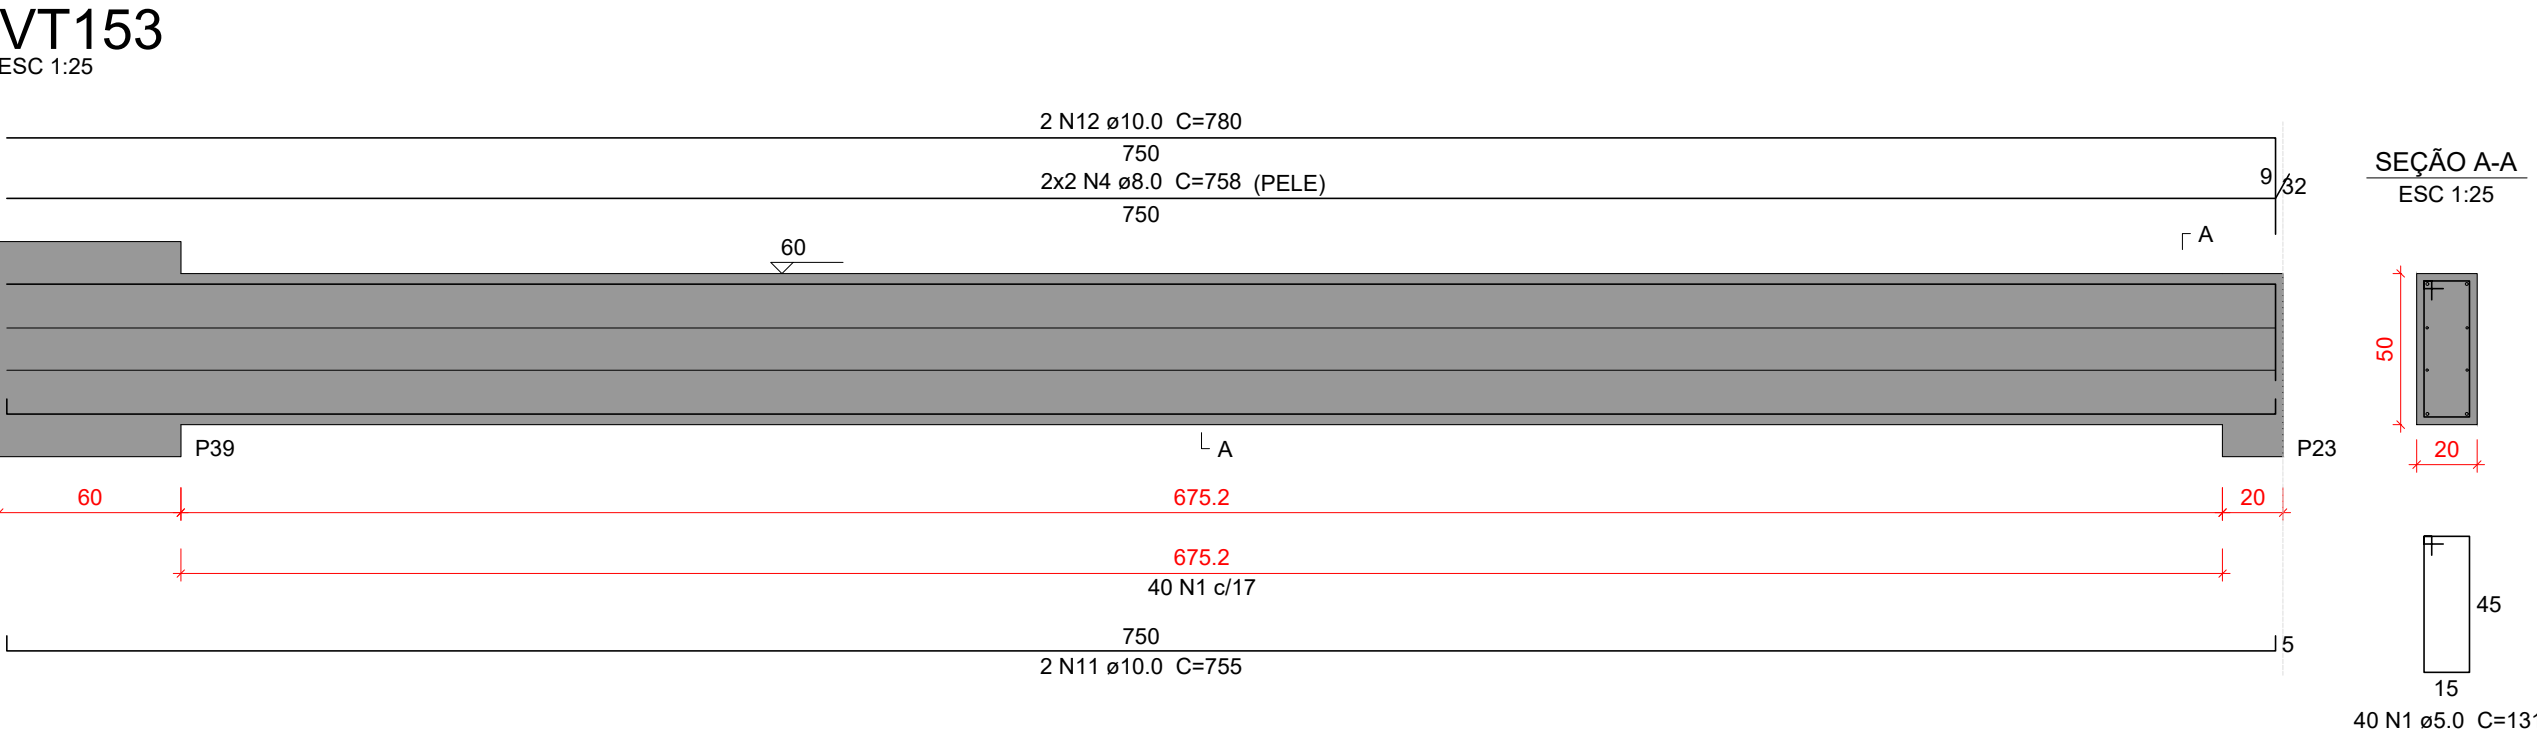 VT153
ESC 1:25
2 N12 ø10.0 C=780
750
2x2 N4 ø8.0 C=758 (PELE)
750
9
32
SEÇÃO A-A
ESC 1:25
60
A
50
20
P39
A
P23
60
675.2
20
675.2
40 N1 c/17
750
5
2 N11 ø10.0 C=755
45
15
40 N1 ø5.0 C=131